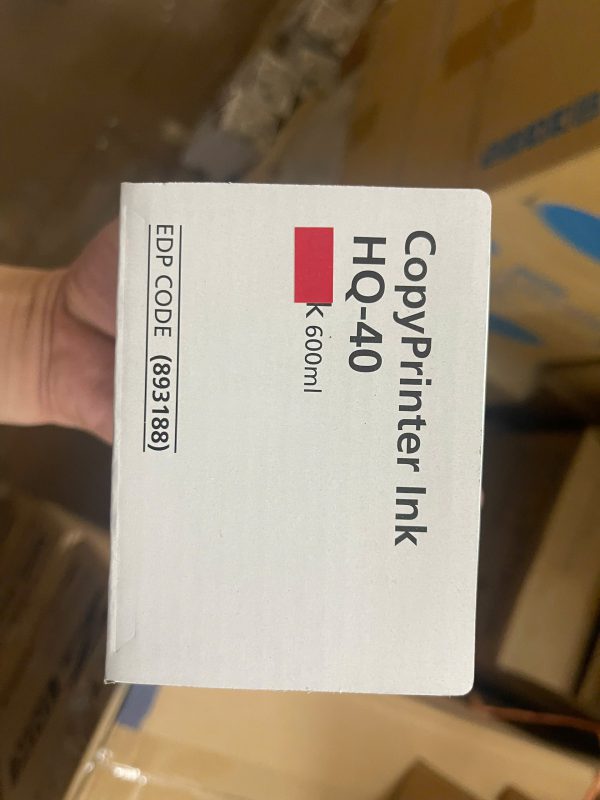 CopyPrinter Ink
HQ-40
K 600ml
EDP CODE (893188)